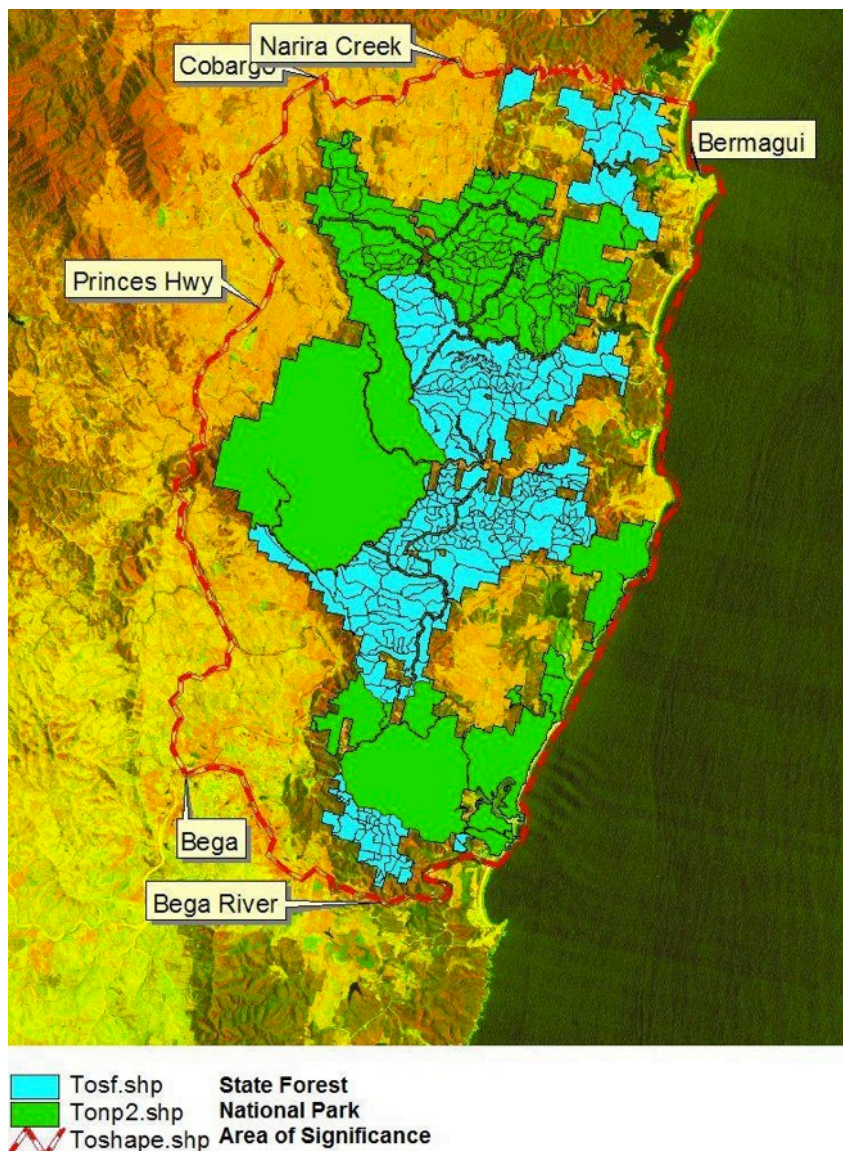 Narira Creek
Cobargo
Bermagui
Princes Hwy
Bega
Bega River
Tosf.shp State Forest
Tonp2.shp National Park
Toshape.shp Area of Significance